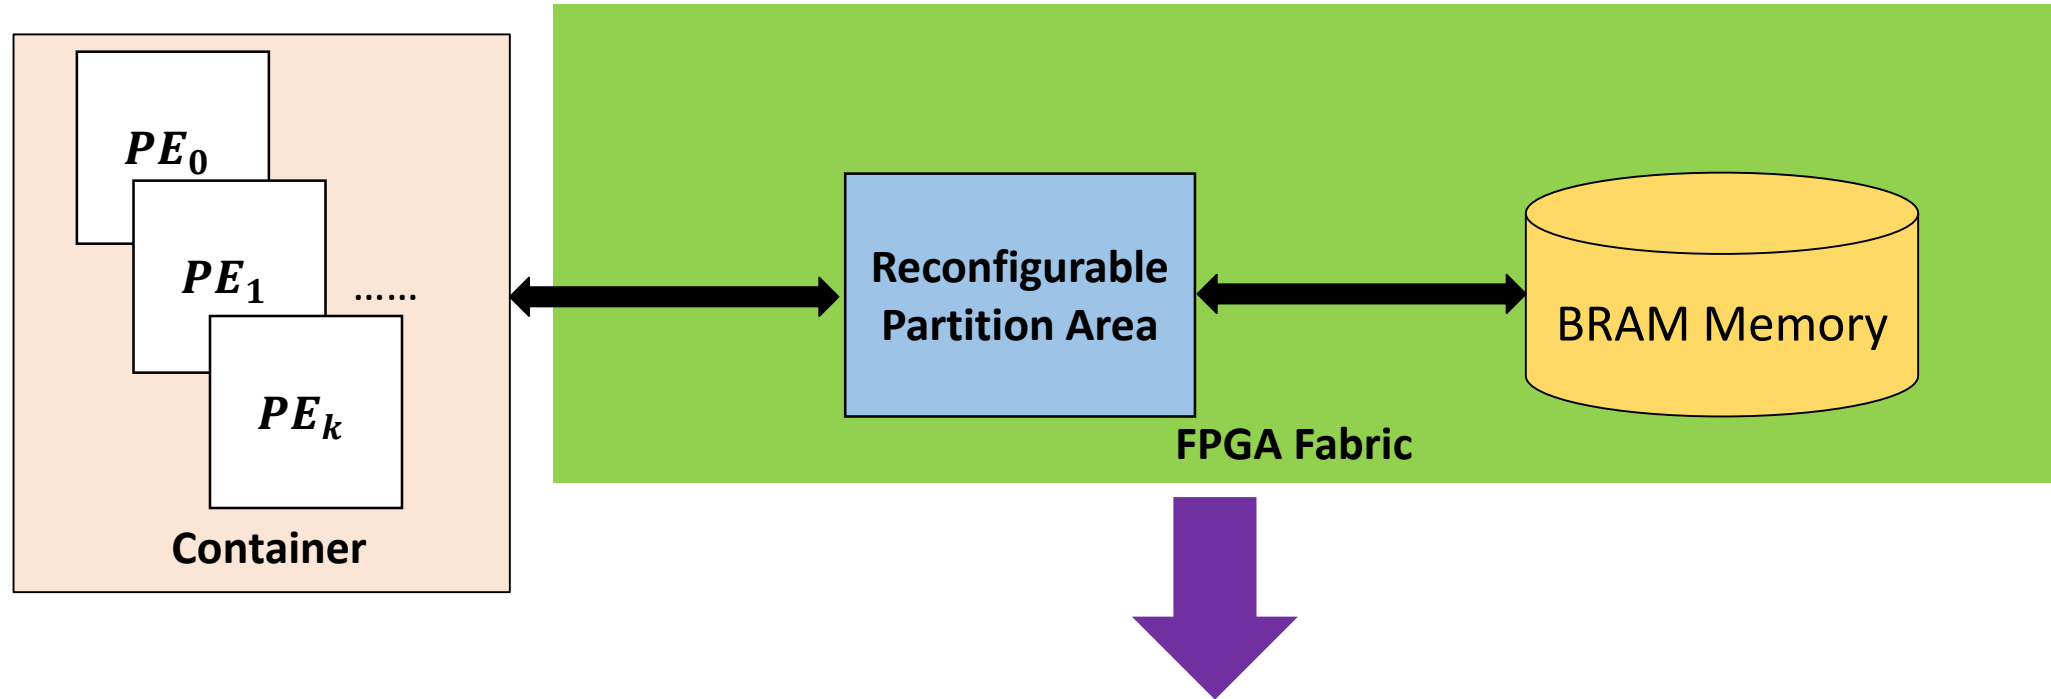 PE₀
PE₁
......
PEₖ
Container
Reconfigurable
Partition Area
BRAM Memory
FPGA Fabric